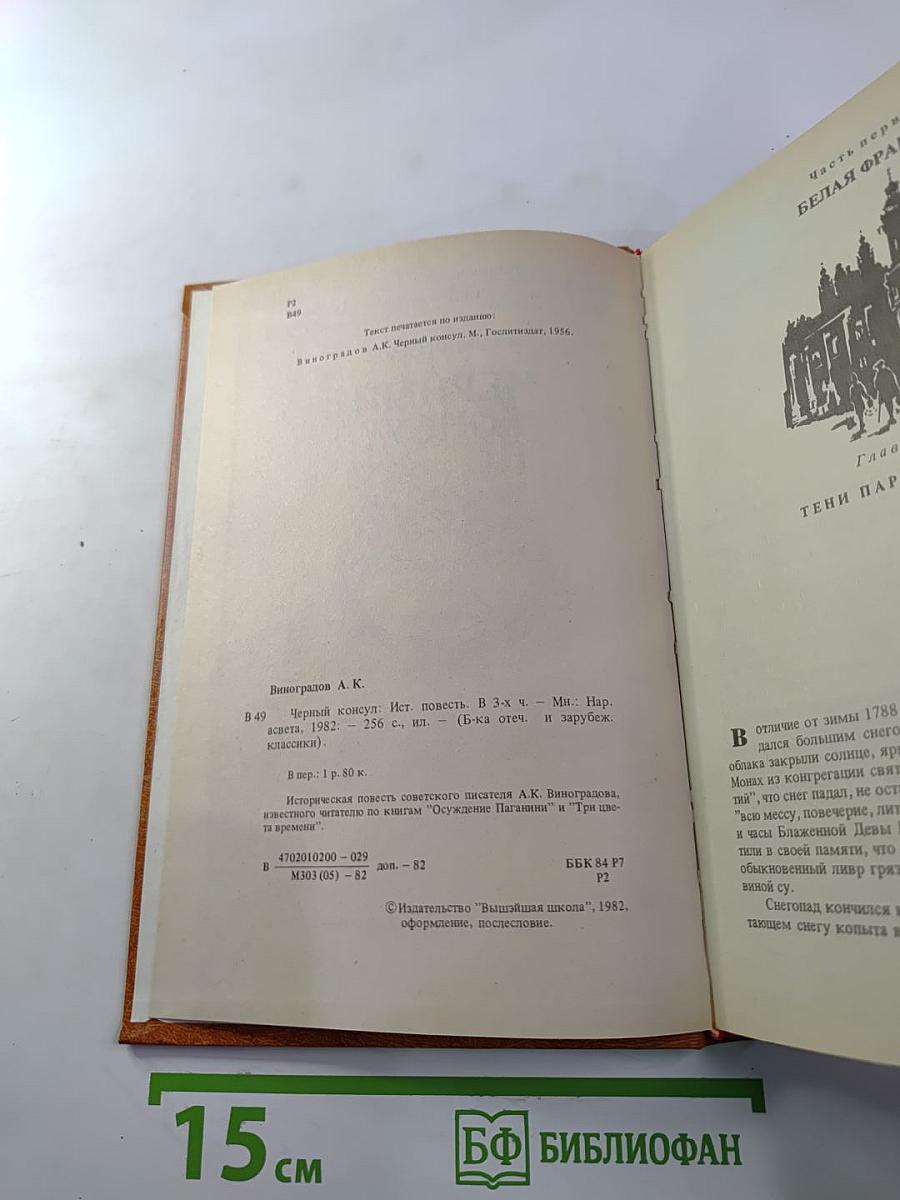 Р2
В49
Текст печатается по изданию:
Виноградов А.К. Черный консул. М., Гослитиздат, 1956.
Виноградов А. К.
В 49 Черный консул: Ист. повесть. В 3-х ч. — Мн.: Нар.
асвета, 1982. — 256 с., ил. — (Б-ка отеч. и зарубеж.
классики).
В пер.: 1 р. 80 к.
Историческая повесть советского писателя А.К. Виноградова,
известного читателю по книгам "Осуждение Паганини" и "Три цве-
та времени".
В 4702010200 — 029
М303 (05) — 82 доп. — 82
ББК 84 Р7
Р2
©Издательство "Вышэйшая школа", 1982,
оформление, послесловие.
Часть перв
БЕЛАЯ ФРАН
Глав
ТЕНИ ПАР
В отличие от зимы 1788
дался большим снего
облака закрыли солнце, ярк
Монах из конгрегации свят
тий", что снег падал, не оста
"всю мессу, повечерие, лит
и часы Блаженной Девы
тили в своей памяти, что
обыкновенный ливр гряз
виной су.
Снегопад кончился
тающем снегу копыта в
15 см
БФ БИБЛИОФАН